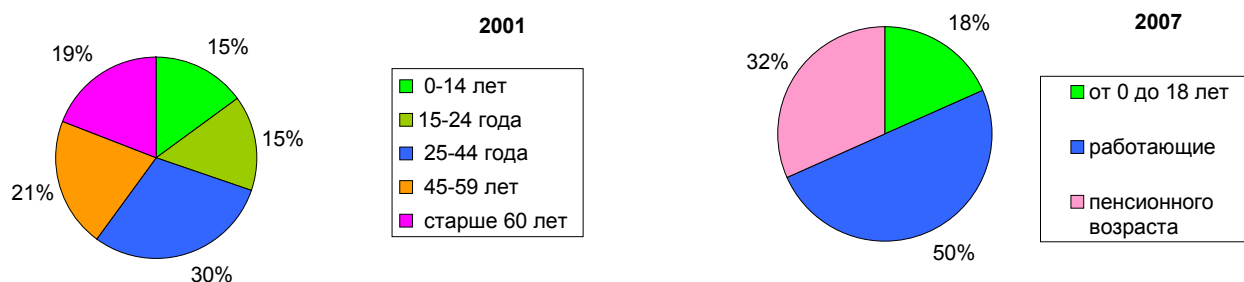 2001
19%
15%
15%
21%
30%
0-14 лет
15-24 года
25-44 года
45-59 лет
старше 60 лет
2007
18%
32%
50%
от 0 до 18 лет
работающие
пенсионного
возраста